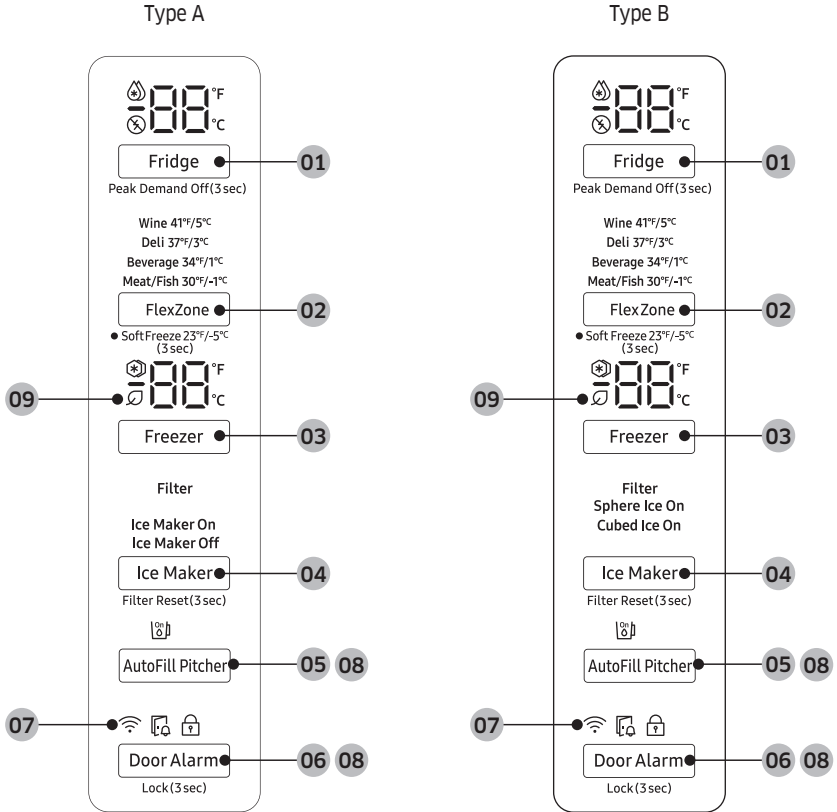 Type A
88 °F
°C
Fridge 01
Peak Demand Off(3 sec)
Wine 41°F/5°C
Deli 37°F/3°C
Beverage 34°F/1°C
Meat/Fish 30°F/-1°C
FlexZone 02
Soft Freeze 23°F/-5°C
(3 sec)
88 °F
09 °C
Freezer 03
Filter
Ice Maker On
Ice Maker Off
Ice Maker 04
Filter Reset(3 sec)
On
AutoFill Pitcher 05 08
07
Door Alarm 06 08
Lock(3 sec)
Type B
88 °F
°C
Fridge 01
Peak Demand Off(3 sec)
Wine 41°F/5°C
Deli 37°F/3°C
Beverage 34°F/1°C
Meat/Fish 30°F/-1°C
FlexZone 02
Soft Freeze 23°F/-5°C
(3 sec)
88 °F
09 °C
Freezer 03
Filter
Sphere Ice On
Cubed Ice On
Ice Maker 04
Filter Reset(3 sec)
On
AutoFill Pitcher 05 08
07
Door Alarm 06 08
Lock(3 sec)